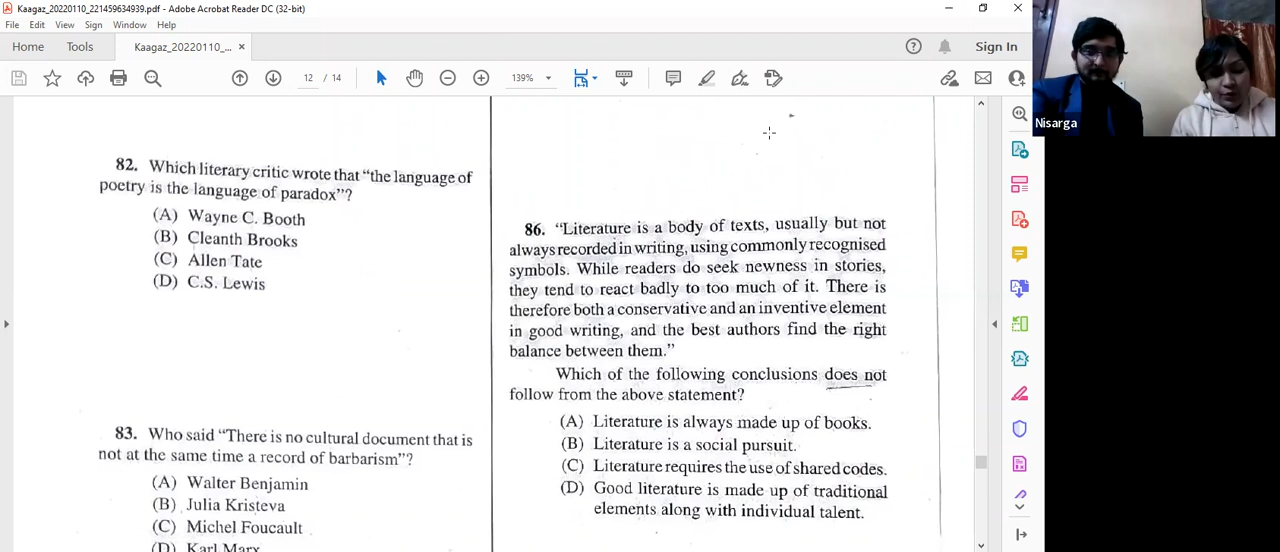 Kaagaz_20220110_221459634939.pdf - Adobe Acrobat Reader DC (32-bit)
File Edit View Sign Window Help
Home Tools Kaagaz_20220110_... × Sign In
12 / 14 139%
82. Which literary critic wrote that “the language of
poetry is the language of paradox”?
(A) Wayne C. Booth
(B) Cleanth Brooks
(C) Allen Tate
(D) C.S. Lewis
83. Who said “There is no cultural document that is
not at the same time a record of barbarism”?
(A) Walter Benjamin
(B) Julia Kristeva
(C) Michel Foucault
(D) Karl Marx
86. “Literature is a body of texts, usually but not
always recorded in writing, using commonly recognised
symbols. While readers do seek newness in stories,
they tend to react badly to too much of it. There is
therefore both a conservative and an inventive element
in good writing, and the best authors find the right
balance between them.”
Which of the following conclusions does not
follow from the above statement?
(A) Literature is always made up of books.
(B) Literature is a social pursuit.
(C) Literature requires the use of shared codes.
(D) Good literature is made up of traditional
elements along with individual talent.
Nisarga